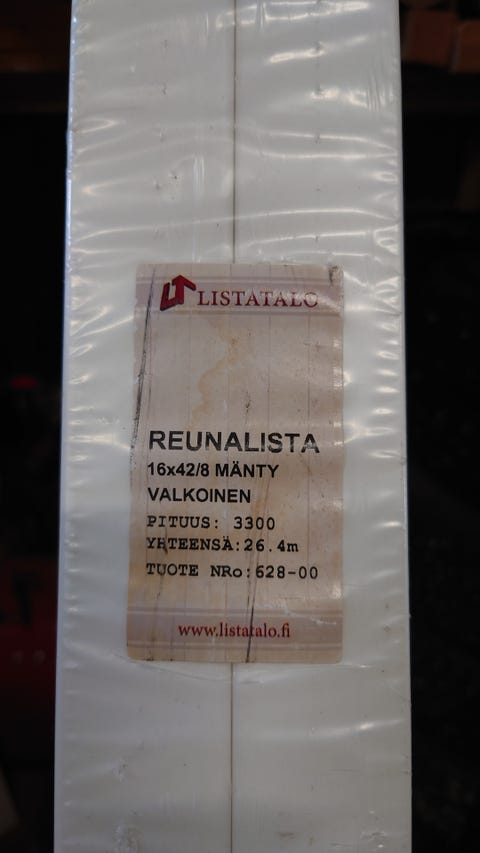 LISTATALO
REUNALISTA
16x42/8 MÄNTY
VALKOINEN
PITUUS: 3300
YHTEENSÄ:26.4m
TUOTE NRo:628-00
www.listatalo.fi